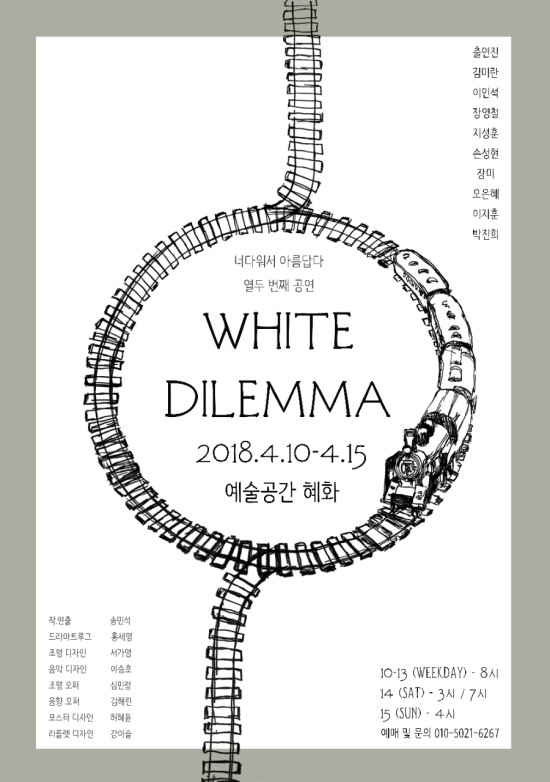 출연진
김미란
이인석
장영철
지성훈
손성현
장미
오은혜
이지훈
박진희
너다워서 아름답다
열두 번째 공연
WHITE
DILEMMA
2018.4.10-4.15
예술공간 혜화
작.연출 송민석
드라마트루그 홍세영
조명 디자인 서가영
음악 디자인 이승호
조명 오퍼 심민정
음향 오퍼 김혜린
포스터 디자인 허혜윤
리플렛 디자인 강이슬
10-13 (WEEKDAY) - 8시
14 (SAT) - 3시 / 7시
15 (SUN) - 4시
예매 및 문의 010-5021-6267